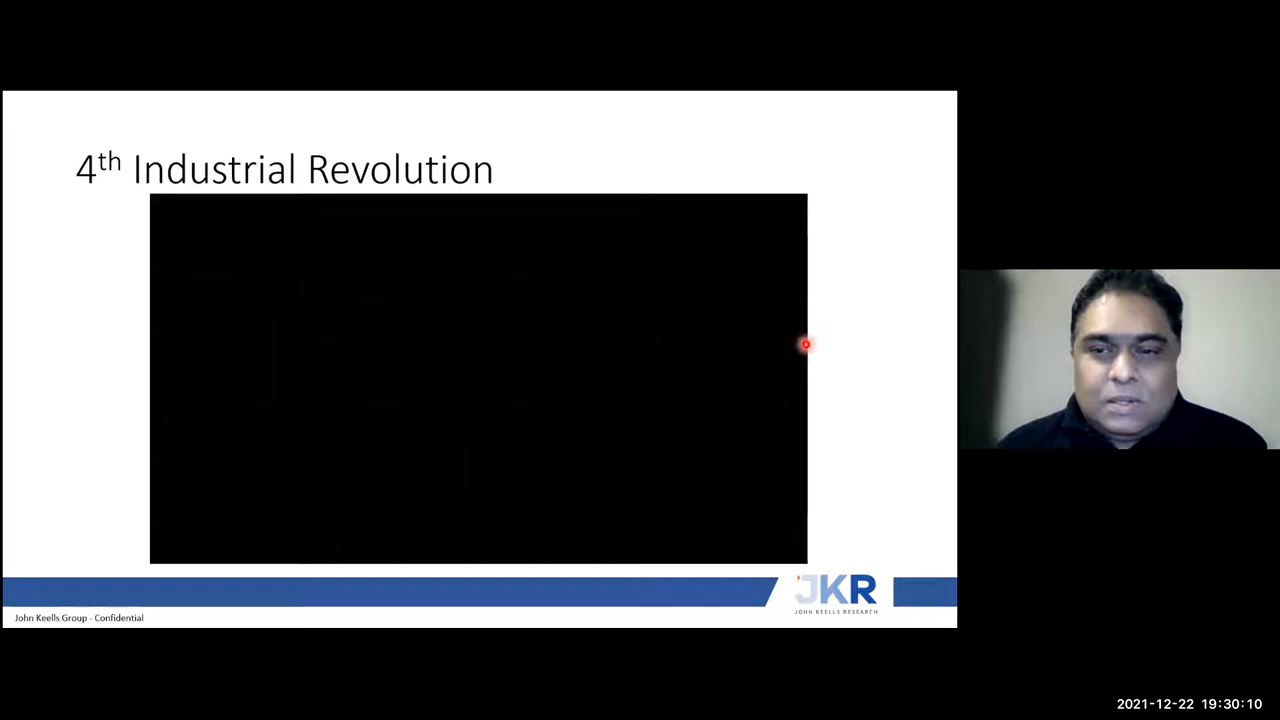 4th Industrial Revolution
JKR
JOHN KEELLS RESEARCH
John Keells Group - Confidential
2021-12-22 19:30:10